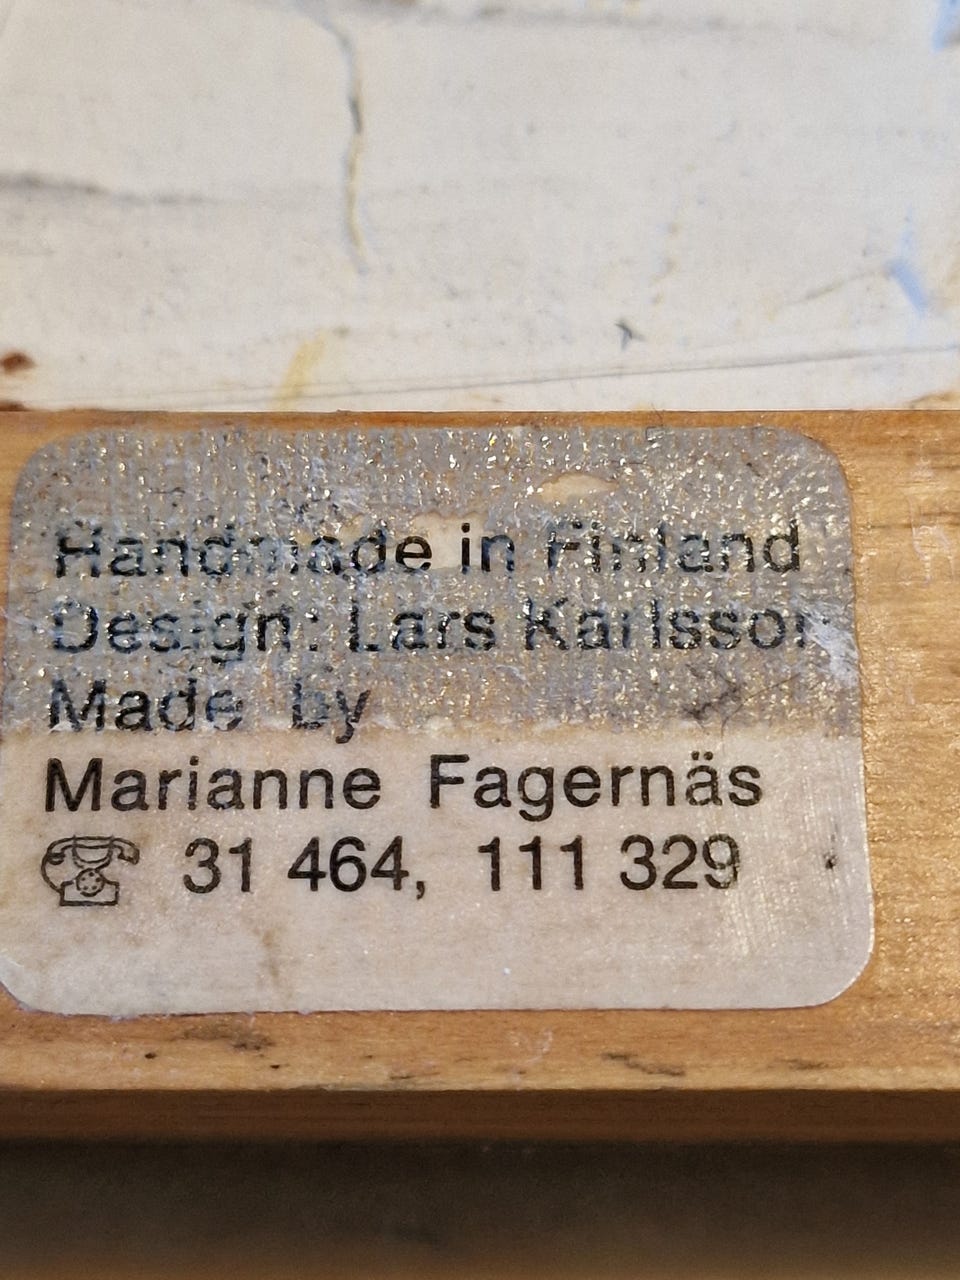 Handmade in Finland
Design: Lars Karlsson
Made by
Marianne Fagernäs
☎ 31 464, 111 329